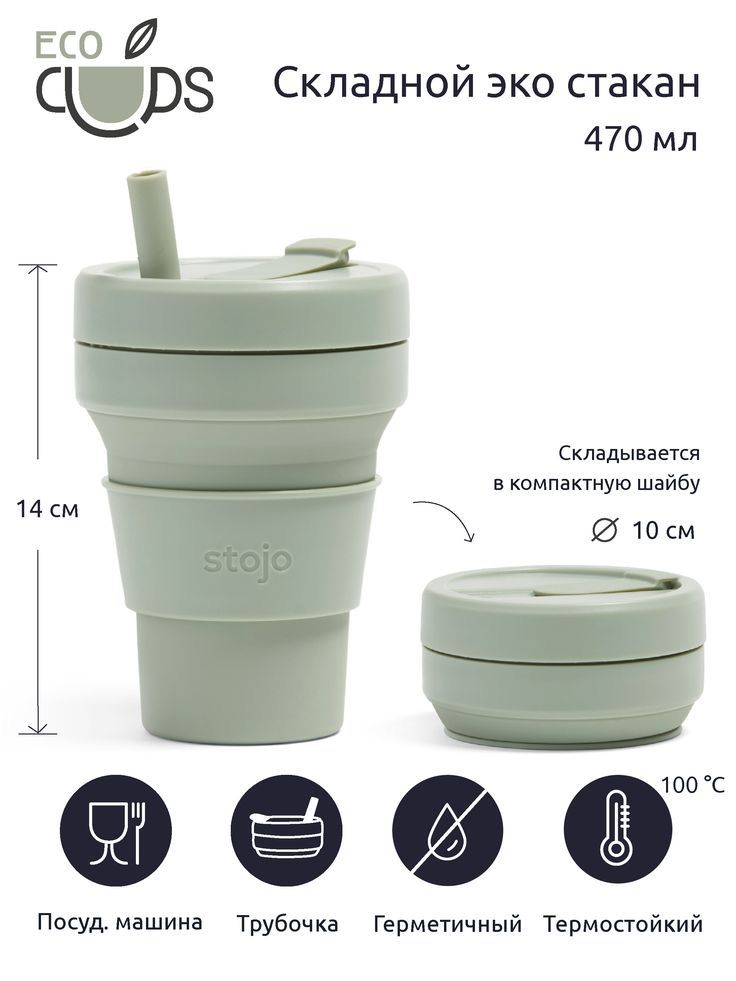 ECO
CUPS
Складной эко стакан
470 мл
14 см
Складывается
в компактную шайбу
10 см
stojo
100 °C
Посуд. машина
Трубочка
Герметичный
Термостойкий